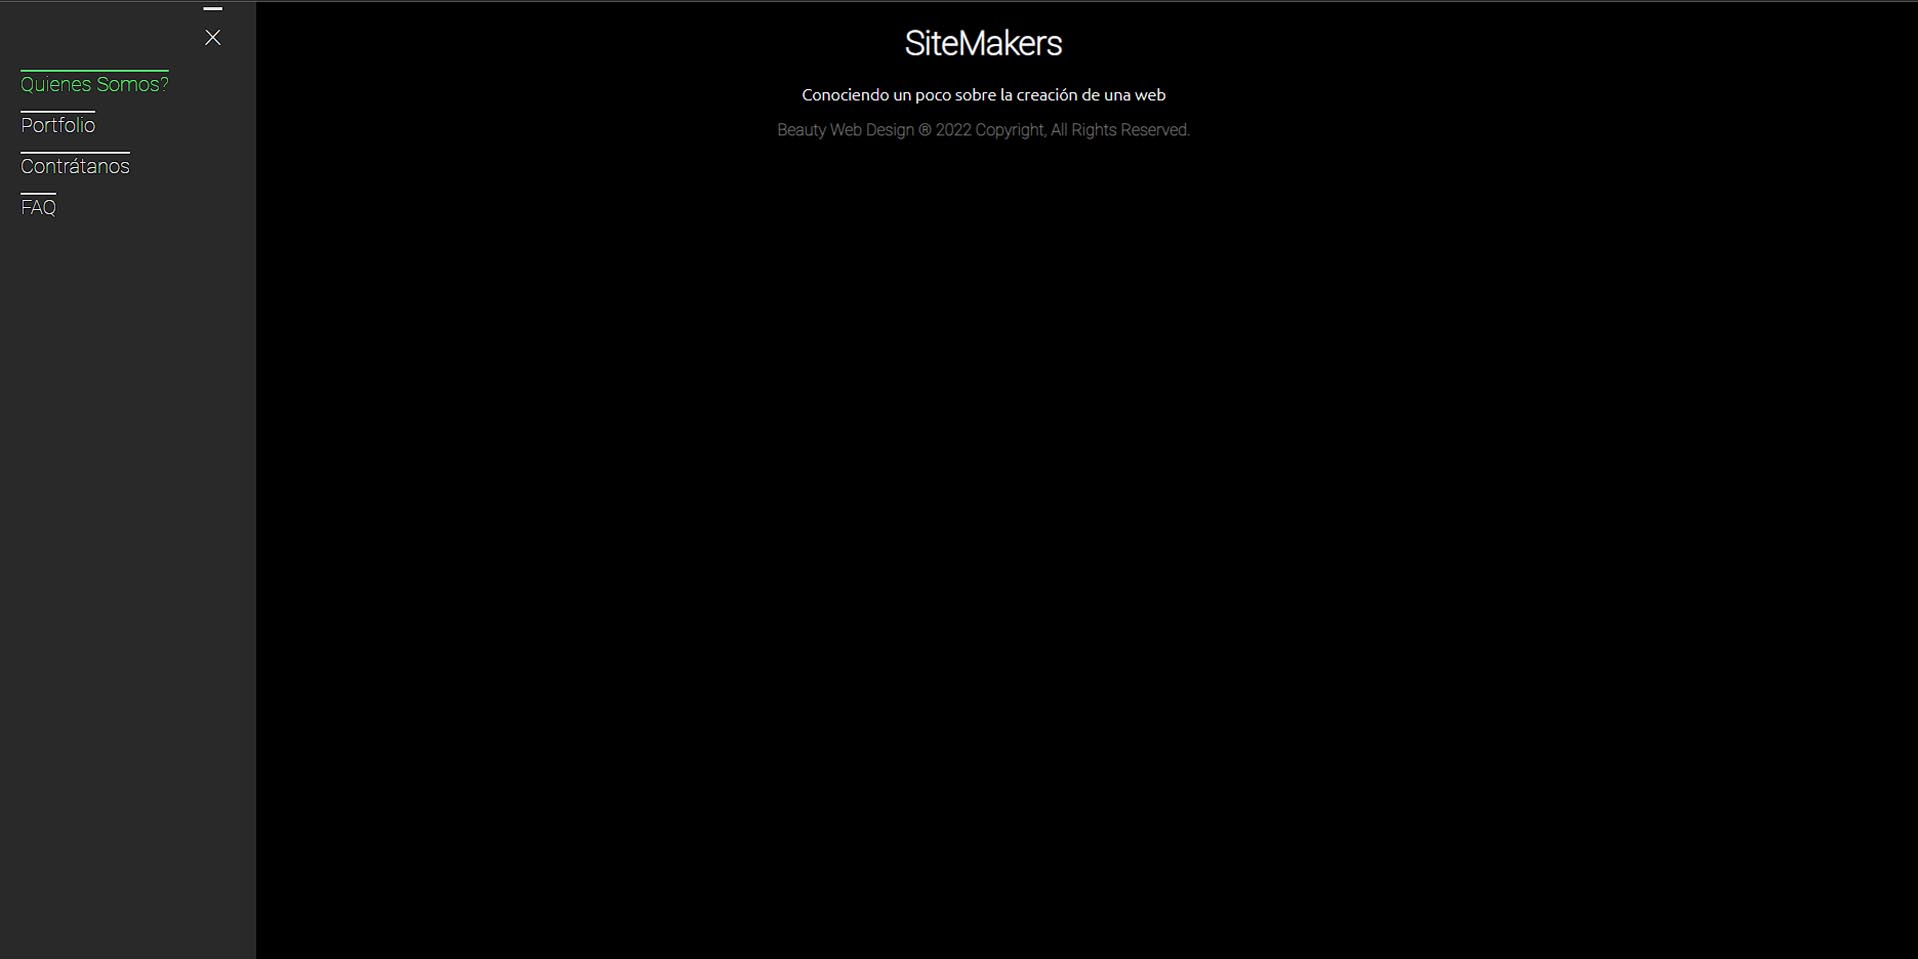 Quienes Somos?
Portfolio
Contrátanos
FAQ
SiteMakers
Conociendo un poco sobre la creación de una web
Beauty Web Design ® 2022 Copyright, All Rights Reserved.